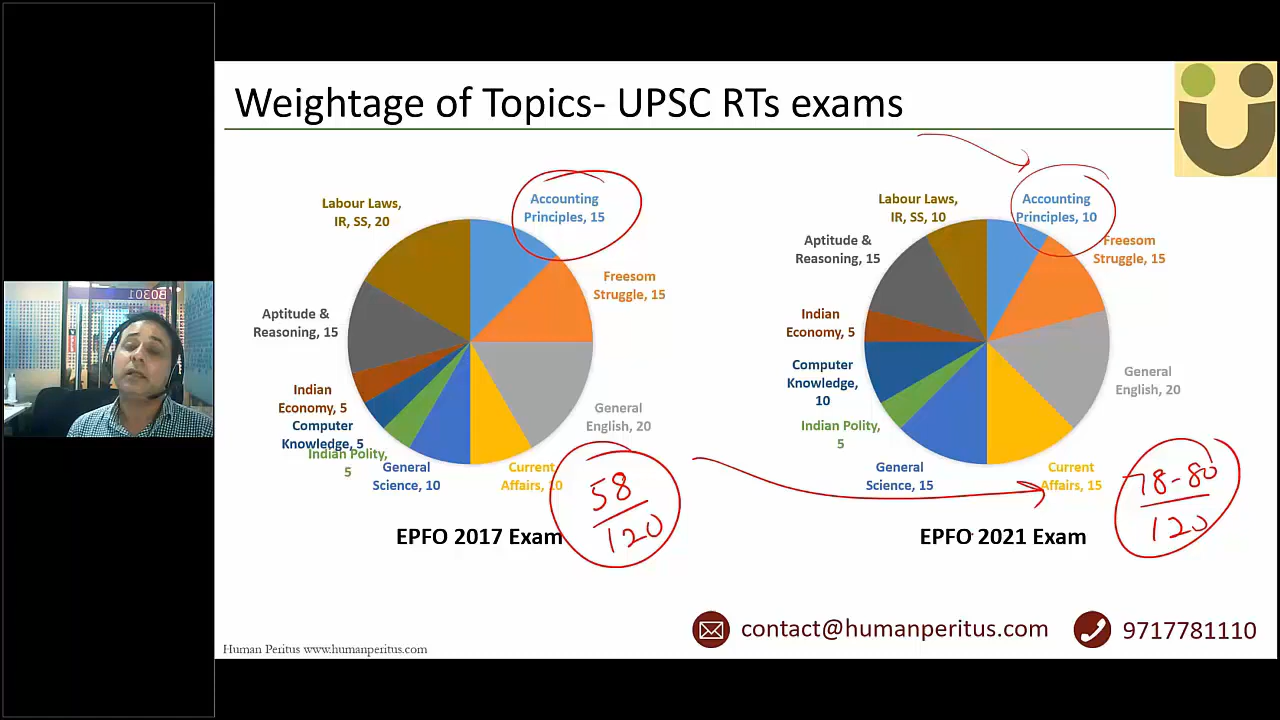 Weightage of Topics- UPSC RTs exams
Labour Laws,
IR, SS, 20
Accounting
Principles, 15
Freesom
Struggle, 15
Aptitude &
Reasoning, 15
Indian
Economy, 5
Computer
Knowledge, 5
Indian Polity,
5
General
Science, 10
Current
Affairs, 10
General
English, 20
58
120
EPFO 2017 Exam
Labour Laws,
IR, SS, 10
Accounting
Principles, 10
Freesom
Struggle, 15
Aptitude &
Reasoning, 15
Indian
Economy, 5
Computer
Knowledge,
10
Indian Polity,
5
General
Science, 15
Current
Affairs, 15
General
English, 20
78-80
120
EPFO 2021 Exam
B0301
contact@humanperitus.com
9717781110
Human Peritus www.humanperitus.com